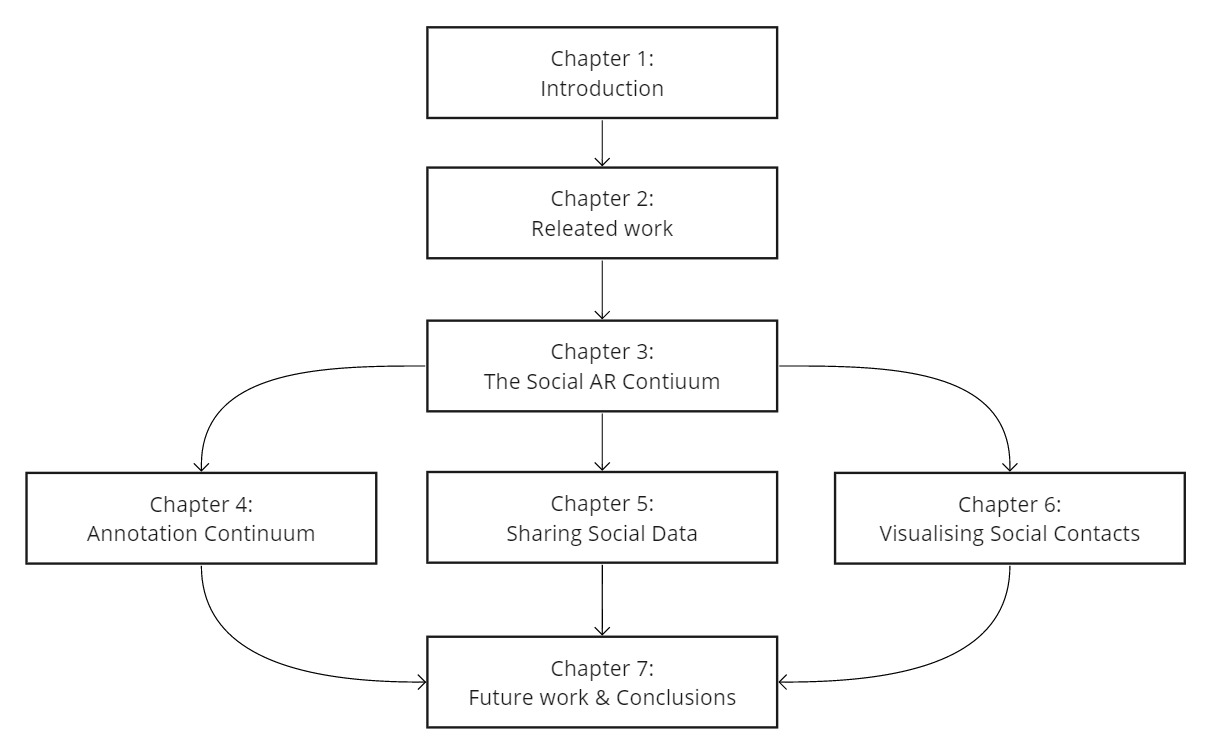 Chapter 1:
Introduction
Chapter 2:
Releated work
Chapter 3:
The Social AR Contiuum
Chapter 4:
Annotation Continuum
Chapter 5:
Sharing Social Data
Chapter 6:
Visualising Social Contacts
Chapter 7:
Future work & Conclusions